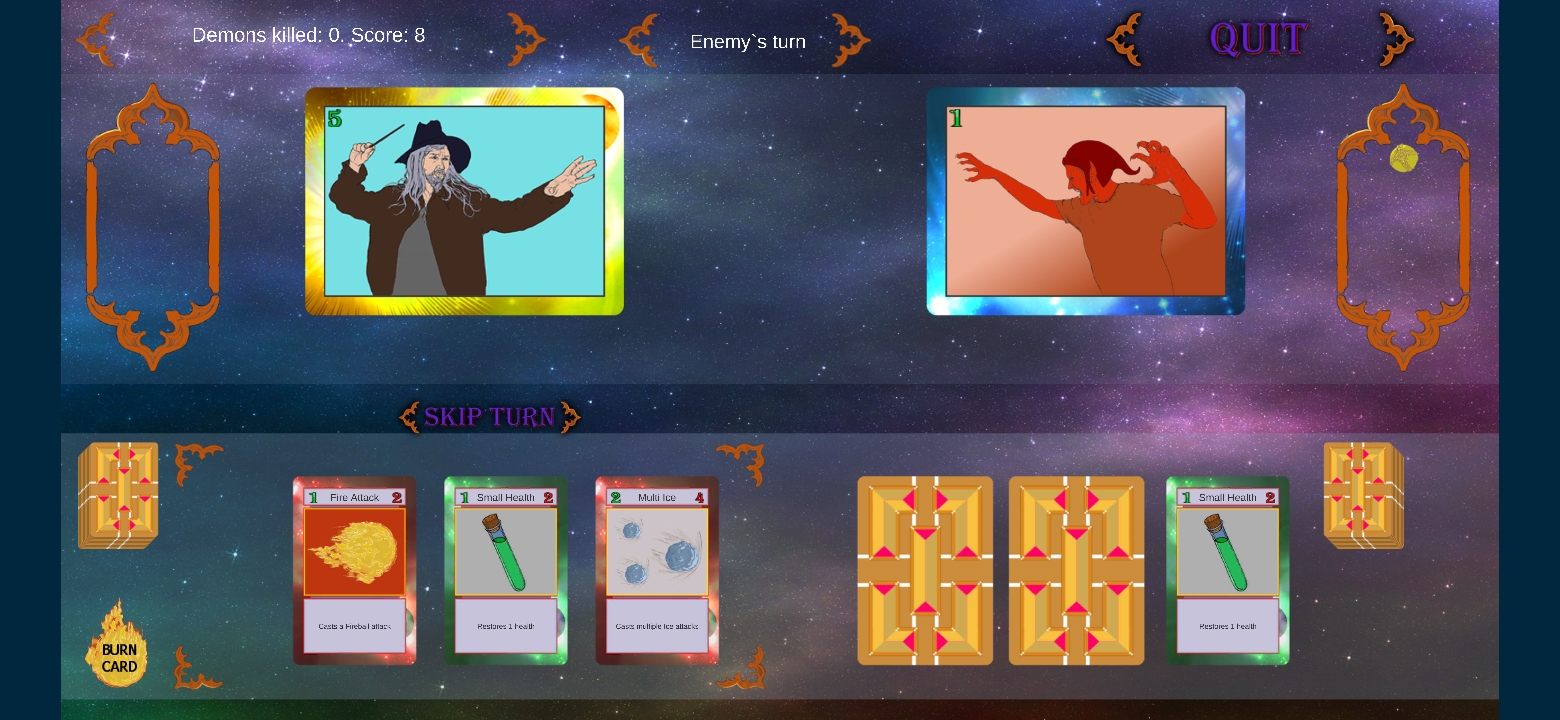 Demons killed: 0. Score: 8
Enemy`s turn
QUIT
5
1
SKIP TURN
1 Fire Attack 2
Casts a Fireball attack
1 Small Health 2
Restores 1 health
2 Multi Ice 4
Casts multiple Ice attacks
1 Small Health 2
Restores 1 health
BURN
CARD